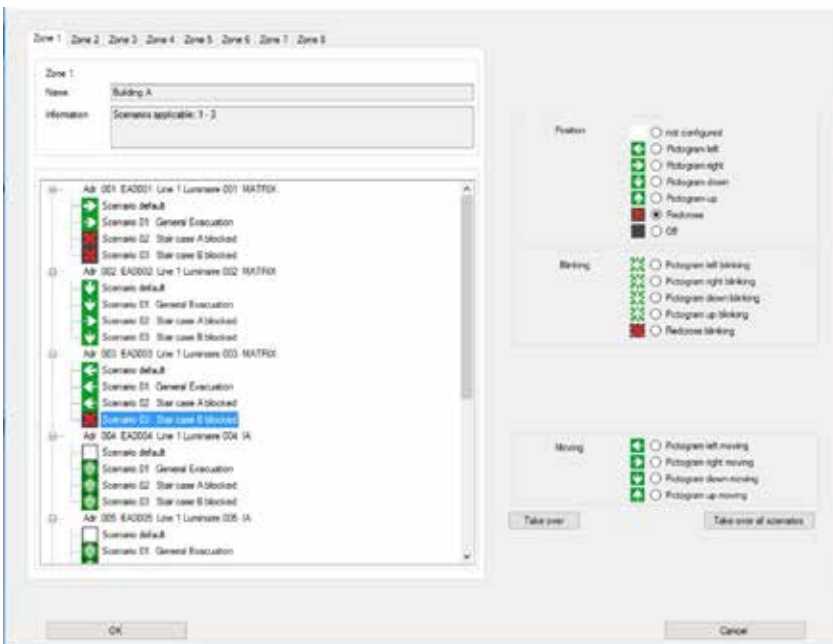 Zone 1 Zone 2 Zone 3 Zone 4 Zone 5 Zone 6 Zone 7 Zone 8
Zone 1
Name Building A
Information Scenarios applicable: 1 - 3
Adr 001 EA0001 Line 1 Luminaire 001 MATRIX
Scenario default
Scenario 01 General Evacuation
Scenario 02 Stair case A blocked
Scenario 03 Stair case B blocked
Adr 002 EA0002 Line 1 Luminaire 002 MATRIX
Scenario default
Scenario 01 General Evacuation
Scenario 02 Stair case A blocked
Scenario 03 Stair case B blocked
Adr 003 EA0003 Line 1 Luminaire 003 MATRIX
Scenario default
Scenario 01 General Evacuation
Scenario 02 Stair case A blocked
Scenario 03 Stair case B blocked
Adr 004 EA0004 Line 1 Luminaire 004 IA
Scenario default
Scenario 01 General Evacuation
Scenario 02 Stair case A blocked
Scenario 03 Stair case B blocked
Adr 005 EA0005 Line 1 Luminaire 005 IA
Scenario default
Scenario 01 General Evacuation
Position
not configured
Pictogram left
Pictogram right
Pictogram down
Pictogram up
Redcross
Off
Blinking
Pictogram left blinking
Pictogram right blinking
Pictogram down blinking
Pictogram up blinking
Redcross blinking
Moving
Pictogram left moving
Pictogram right moving
Pictogram down moving
Pictogram up moving
Take over
Take over all scenarios
OK
Cancel